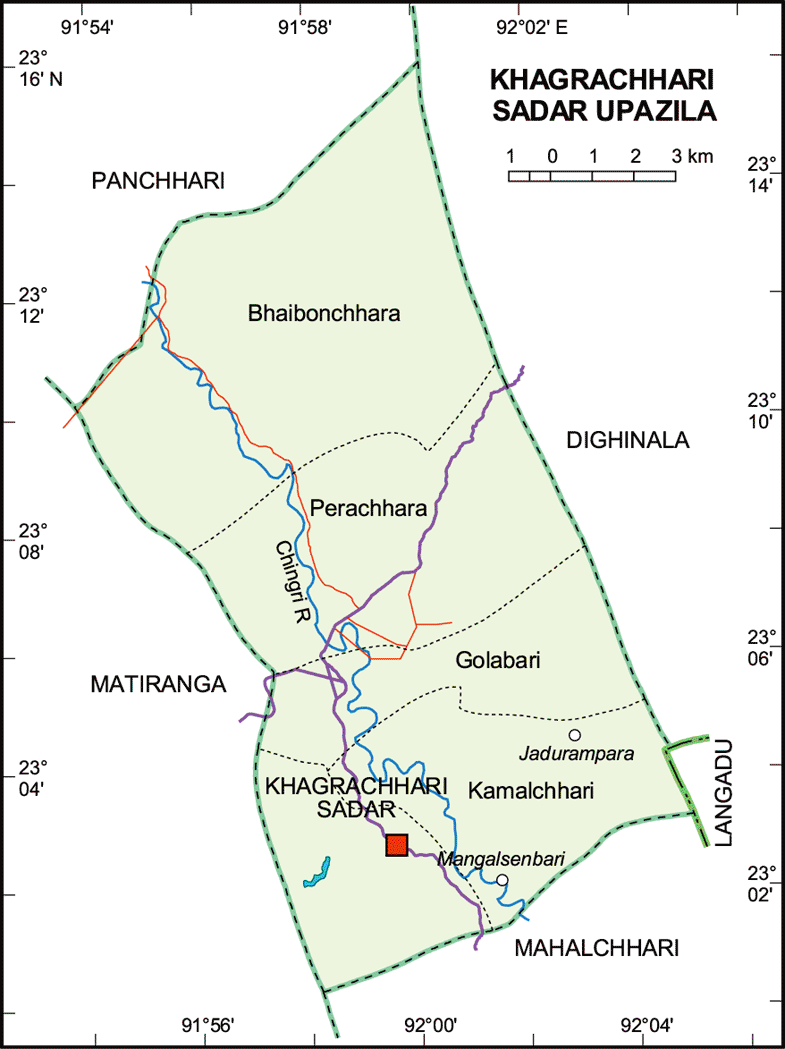 91°54'
91°58'
92°02' E
23°
16' N
KHAGRACHHARI
SADAR UPAZILA
1 0 1 2 3 km
23°
14'
PANCHHARI
23°
12'
Bhaibonchhara
23°
10'
DIGHINALA
Perachhara
23°
08'
Chingri R
23°
06'
Golabari
MATIRANGA
Jadurampara
LANGADU
23°
04'
KHAGRACHHARI
SADAR
Kamalchhari
Mangalsenbari
23°
02'
MAHALCHHARI
91°56'
92°00'
92°04'